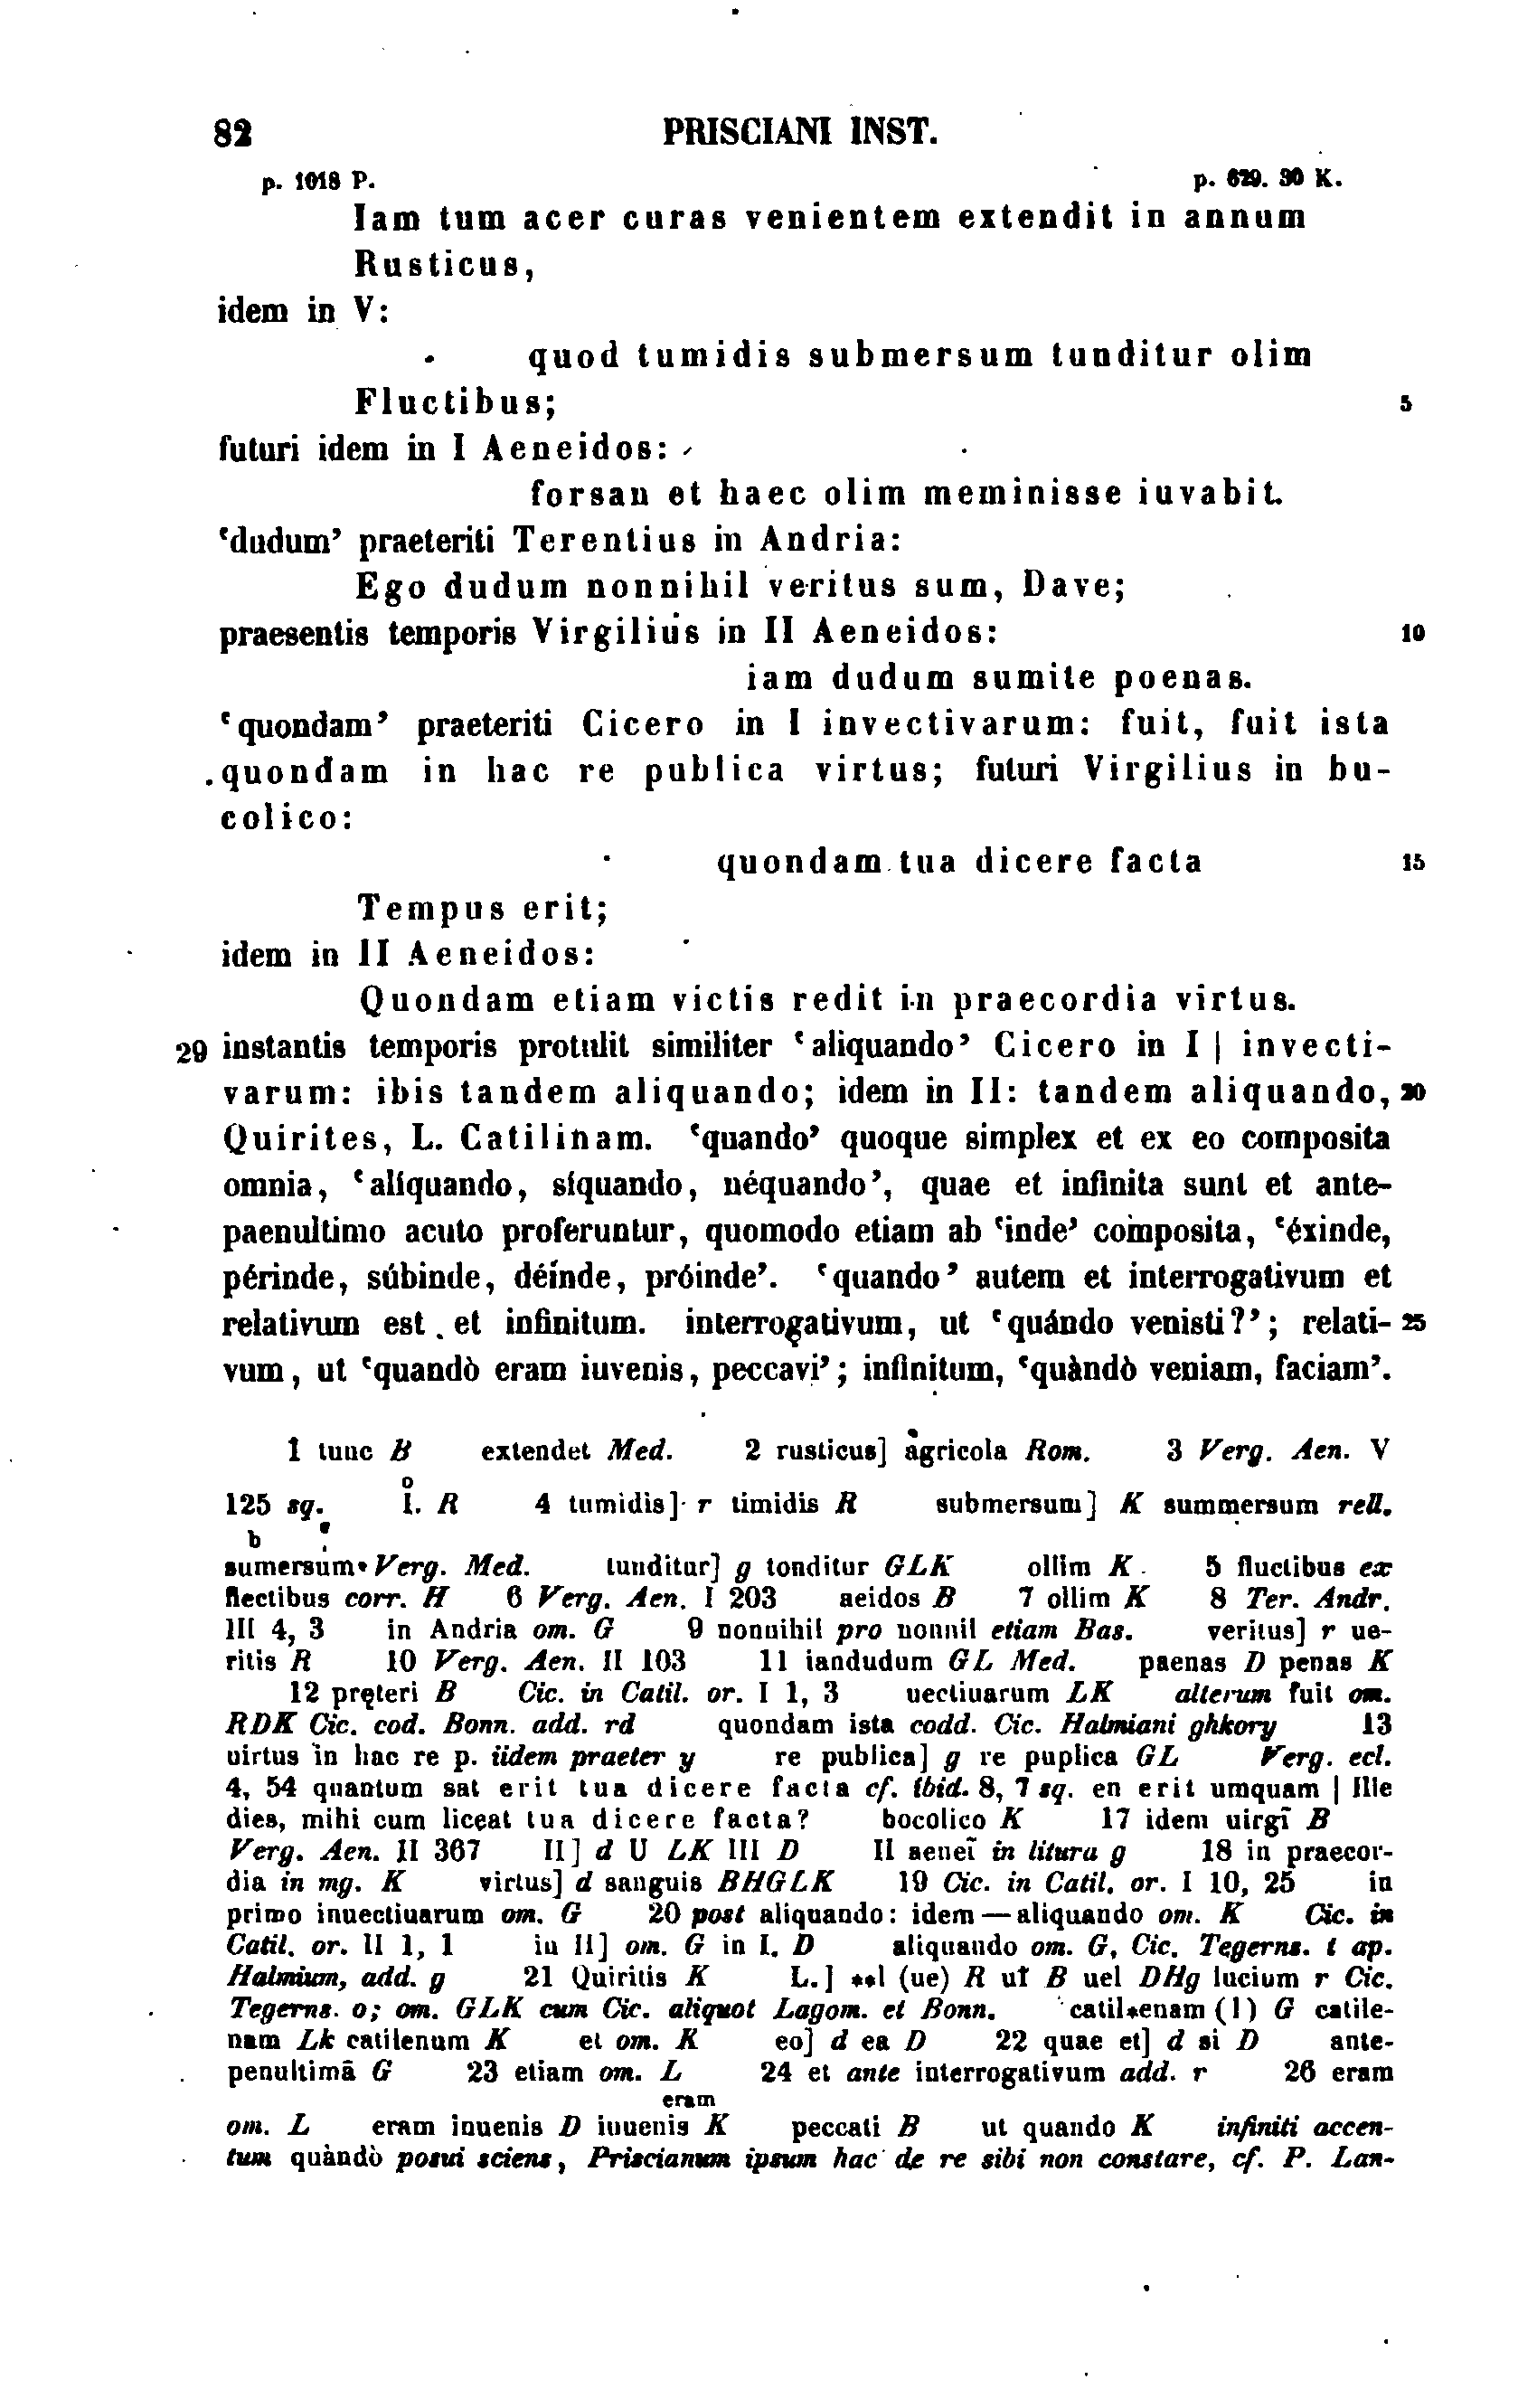 82 PRISCIANI INST.
p. 1018 P. p. 629. 30 K.
Iam tum acer curas venientem extendit in annum
Rusticus,
idem in V:
quod tumidis submersum tunditur olim
Fluctibus; 5
futuri idem in I Aeneidos:
forsan et haec olim meminisse iuvabit.
‘dudum’ praeteriti Terentius in Andria:
Ego dudum nonnihil veritus sum, Dave;
praesentis temporis Virgilius in II Aeneidos: 10
iam dudum sumite poenas.
‘quondam’ praeteriti Cicero in I invectivarum: fuit, fuit ista
quondam in hac re publica virtus; futuri Virgilius in bu-
colico:
quondam tua dicere facta 15
Tempus erit;
idem in II Aeneidos:
Quondam etiam victis redit in praecordia virtus.
29 instantis temporis protulit similiter ‘aliquando’ Cicero in I | invecti-
varum: ibis tandem aliquando; idem in II: tandem aliquando, 20
Quirites, L. Catilinam. ‘quando’ quoque simplex et ex eo composita
omnia, ‘alíquando, síquando, néquando’, quae et infinita sunt et ante-
paenultimo acuto proferuntur, quomodo etiam ab ‘inde’ composita, ‘éxinde,
périnde, súbinde, déinde, próinde’. ‘quando’ autem et interrogativum et
relativum est et infinitum. interrogativum, ut ‘quándo venisti?’; relati- 25
vum, ut ‘quandò eram iuvenis, peccavi’; infinitum, ‘quàndò veniam, faciam’.
1 tunc B extendet Med. 2 rusticus] agricola Rom. 3 Verg. Aen. V
o
125 sq. I. R 4 tumidis] r timidis R submersum] K summersum rell.
b
sumersum Verg. Med. tunditur] g tonditur GLK ollim K 5 fluctibus ex
flectibus corr. H 6 Verg. Aen. I 203 aeidos B 7 ollim K 8 Ter. Andr.
III 4, 3 in Andria om. G 9 nonnihil pro nonnil etiam Bas. veritus] r ue-
ritis R 10 Verg. Aen. II 103 11 iandudum GL Med. paenas D penas K
12 pręteri B Cic. in Catil. or. I 1, 3 uectiuarum LK alterum fuit om.
RDK Cic. cod. Bonn. add. rd quondam ista codd. Cic. Halmiani ghkory 13
uirtus in hac re p. iidem praeter y re publica] g re puplica GL Verg. ecl.
4, 54 quantum sat erit tua dicere facta cf. ibid. 8, 7 sq. en erit umquam | Ille
dies, mihi cum liceat tua dicere facta? bocolico K 17 idem uirgī B
Verg. Aen. II 367 II] d U LK III D II aeneī in litura g 18 in praecor-
dia in mg. K virtus] d sanguis BHGLK 19 Cic. in Catil. or. I 10, 25 in
primo inuectiuarum om. G 20 post aliquando: idem — aliquando om. K Cic. in
Catil. or. II 1, 1 in II] om. G in I. D aliquando om. G, Cic. Tegerns. t ap.
Halmium, add. g 21 Quiritis K L.] **l (ue) R ut B uel DHg lucium r Cic.
Tegerns. o; om. GLK cum Cic. aliquot Lagom. et Bonn. catil*enam (l) G catile-
nam Lk catilenum K et om. K eo] d ea D 22 quae et] d si D ante-
penultimā G 23 etiam om. L 24 et ante interrogativum add. r 26 eram
eram
om. L eram inuenis D iuuenis K peccati B ut quando K infiniti accen-
tum quàndò posui sciens, Priscianum ipsum hac de re sibi non constare, cf. P. Lan-